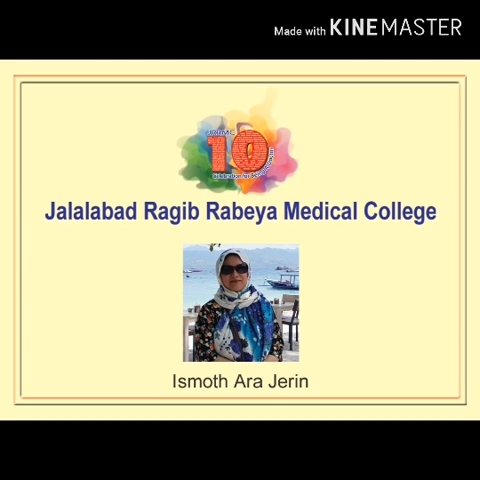 Made with KINEMASTER
JRRMC
10
Jalalabad Ragib Rabeya Medical College
Ismoth Ara Jerin